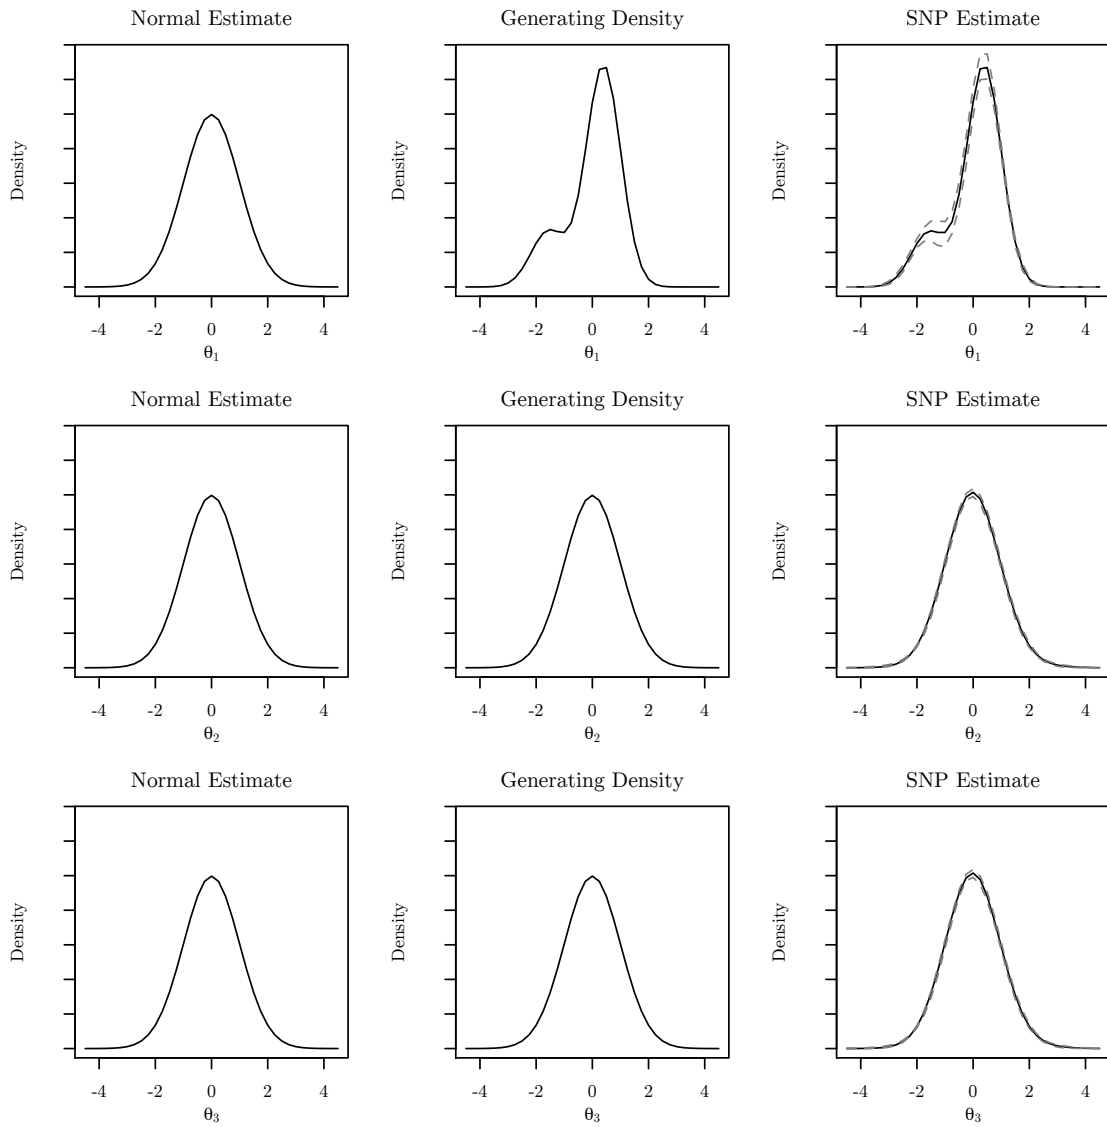 Normal Estimate
Generating Density
SNP Estimate
Density
-4 -2 0 2 4
θ1
Density
-4 -2 0 2 4
θ1
Density
-4 -2 0 2 4
θ1
Normal Estimate
Generating Density
SNP Estimate
Density
-4 -2 0 2 4
θ2
Density
-4 -2 0 2 4
θ2
Density
-4 -2 0 2 4
θ2
Normal Estimate
Generating Density
SNP Estimate
Density
-4 -2 0 2 4
θ3
Density
-4 -2 0 2 4
θ3
Density
-4 -2 0 2 4
θ3